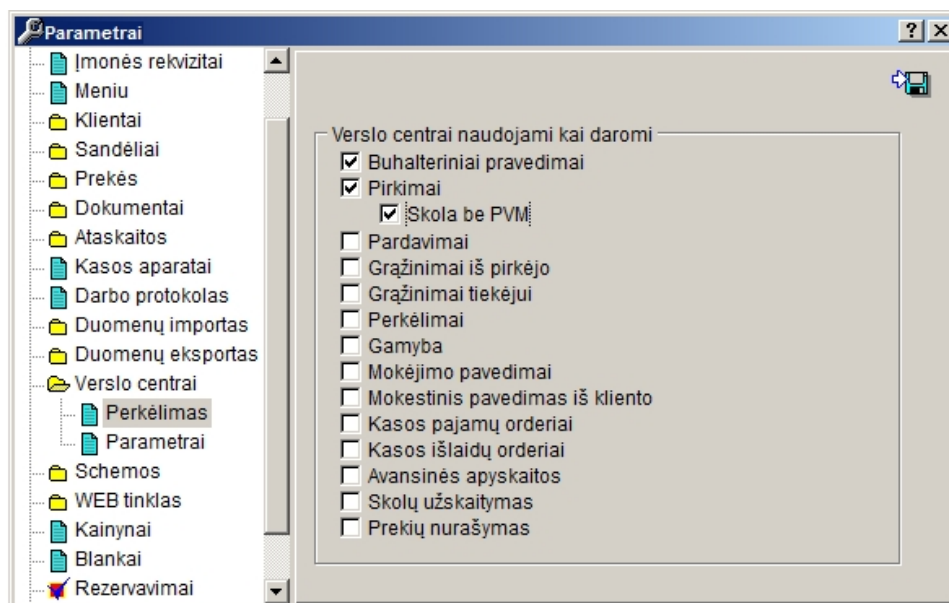 Parametrai
Įmonės rekvizitai
Meniu
Klientai
Sandėliai
Prekės
Dokumentai
Ataskaitos
Kasos aparatai
Darbo protokolas
Duomenų importas
Duomenų eksportas
Verslo centrai
Perkėlimas
Parametrai
Schemos
WEB tinklas
Kainynai
Blankai
Rezervavimai
Verslo centrai naudojami kai daromi
Buhalteriniai pravedimai
Pirkimai
Skola be PVM
Pardavimai
Grąžinimai iš pirkėjo
Grąžinimai tiekėjui
Perkėlimai
Gamyba
Mokėjimo pavedimai
Mokestinis pavedimas iš kliento
Kasos pajamų orderiai
Kasos išlaidų orderiai
Avansinės apyskaitos
Skolų užskaitymas
Prekių nurašymas